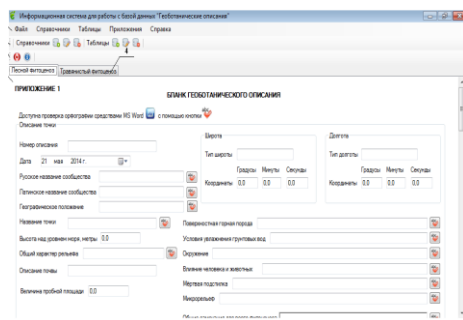 Информационная система для работы с базой данных "Геоботанические описания"
Файл Справочники Таблицы Приложения Справка
Справочники Таблицы
4
Лесной фитоценоз Травянистый фитоценоз
ПРИЛОЖЕНИЕ 1
БЛАНК ГЕОБОТАНИЧЕСКОГО ОПИСАНИЯ
Доступна проверка орфографии средствами MS Word с помощью кнопки
Описание точки
Широта Долгота
Номер описания
Тип широты Тип долготы
Дата 21 мая 2014 г.
Градусы Минуты Секунды Градусы Минуты Секунды
Русское название сообщества
Координаты 0,0 0,0 0,0 Координаты 0,0 0,0 0,0
Латинское название сообщества
Географическое положение
Название точки Поверхностная горная порода
Высота над уровнем моря, метры 0,0 Условия увлажнения грунтовых вод
Общий характер рельефа Окружение
Описание почвы Влияние человека и животных
Мертвая подстилка
Величина пробной площади 0,0
Микрорельеф